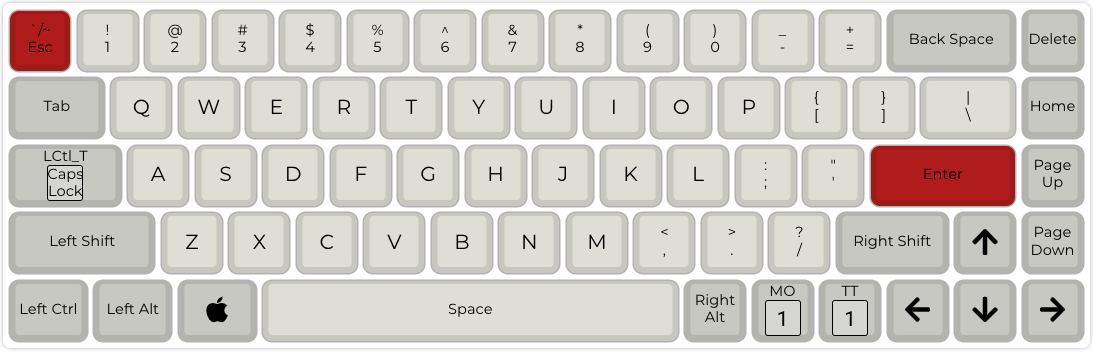 `/~ ! @ # $ % ^ & * ( ) _ +
Esc 1 2 3 4 5 6 7 8 9 0 - = Back Space Delete
Tab Q W E R T Y U I O P { } | Home
[ ] \
LCtl_T
Caps
Lock
A S D F G H J K L : " Enter Page
; ' Up
Left Shift Z X C V B N M < > ? Right Shift Page
, . / Down
Left Ctrl Left Alt Space Right
Alt
MO
1
TT
1